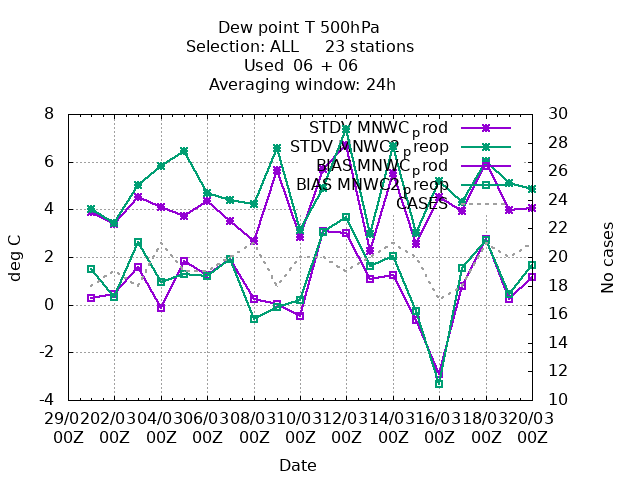 Dew point T 500hPa
Selection: ALL 23 stations
Used 06 + 06
Averaging window: 24h
STDV MNWC_prod
STDV MNWC2_preop
BIAS MNWC_prod
BIAS MNWC2_preop
CASES
8
6
4
2
0
-2
-4
30
28
26
24
22
20
18
16
14
12
10
deg C
No cases
29/02 02/03 04/03 06/03 08/03 10/03 12/03 14/03 16/03 18/03 20/03
00Z 00Z 00Z 00Z 00Z 00Z 00Z 00Z 00Z 00Z 00Z
Date